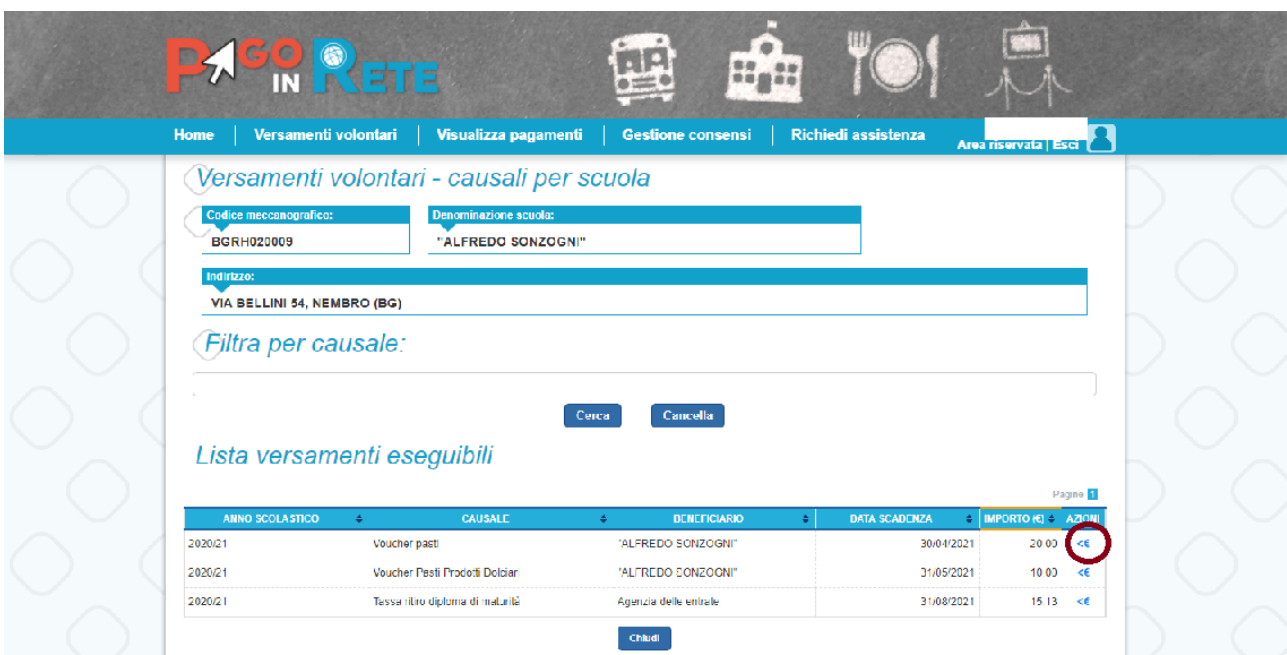 PAGO IN RETE
Home | Versamenti volontari | Visualizza pagamenti | Gestione consensi | Richiedi assistenza
Area riservata | Esci
Versamenti volontari - causali per scuola
Codice meccanografico: Denominazione scuola:
BGRH020009 "ALFREDO SONZOGNI"
Indirizzo:
VIA BELLINI 54, NEMBRO (BG)
Filtra per causale:
Cerca Cancella
Lista versamenti eseguibili
Pagine 1
ANNO SCOLASTICO CAUSALE BENEFICIARIO DATA SCADENZA IMPORTO (€) AZIONI
2020/21 Voucher pasti "ALFREDO SONZOGNI" 30/04/2021 20.00 <€
2020/21 Voucher Pasti Prodotti Dolciari "ALFREDO SONZOGNI" 31/05/2021 10.00 <€
2020/21 Tassa ritiro diploma di maturità Agenzia delle entrate 31/08/2021 15.13 <€
Chiudi